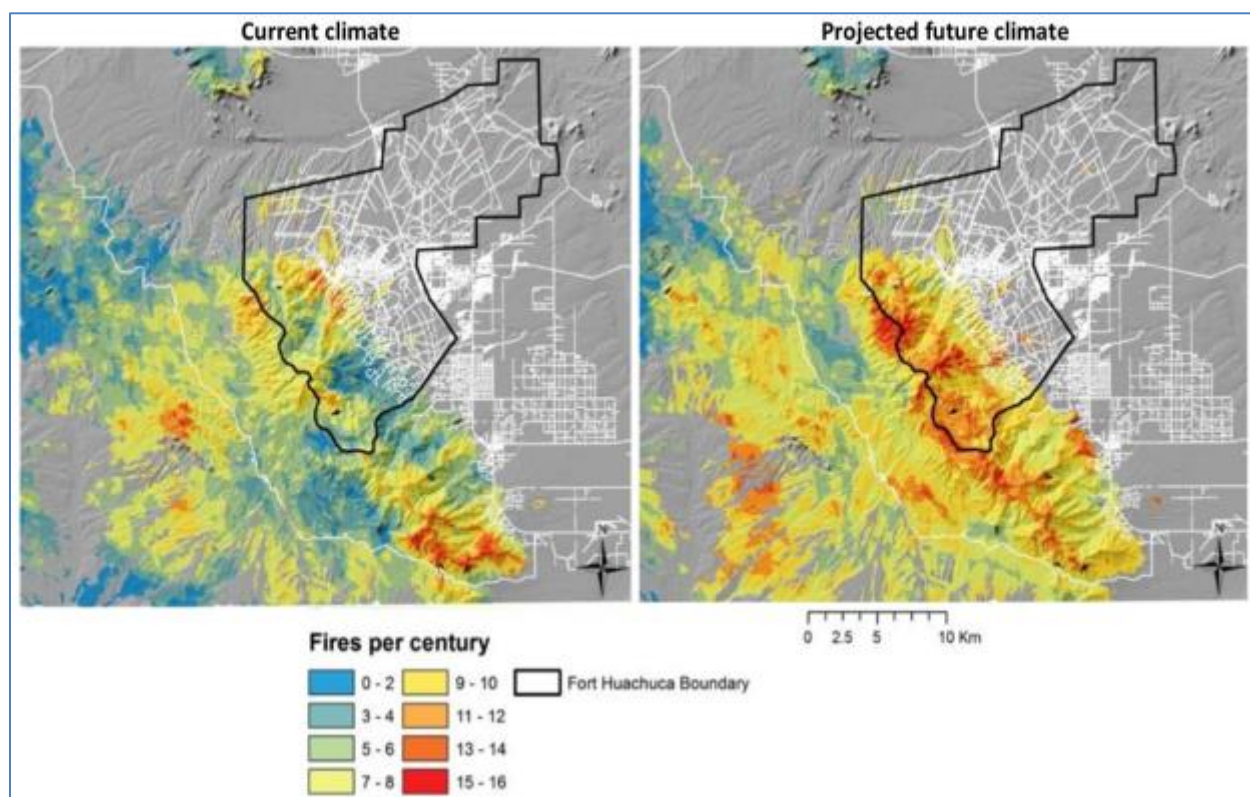 Current climate
Projected future climate
N
0 2.5 5 10 Km
Fires per century
0 - 2
9 - 10
Fort Huachuca Boundary
3 - 4
11 - 12
5 - 6
13 - 14
7 - 8
15 - 16